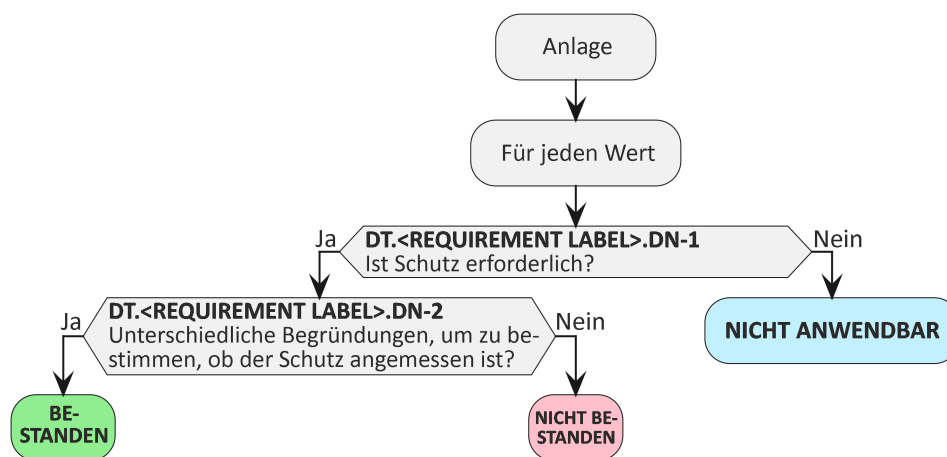 Anlage
Für jeden Wert
Ja
DT.<REQUIREMENT LABEL>.DN-1
Nein
Ist Schutz erforderlich?
Ja
DT.<REQUIREMENT LABEL>.DN-2
Nein
Unterschiedliche Begründungen, um zu be-
stimmen, ob der Schutz angemessen ist?
NICHT ANWENDBAR
BE-
STANDEN
NICHT BE-
STANDEN